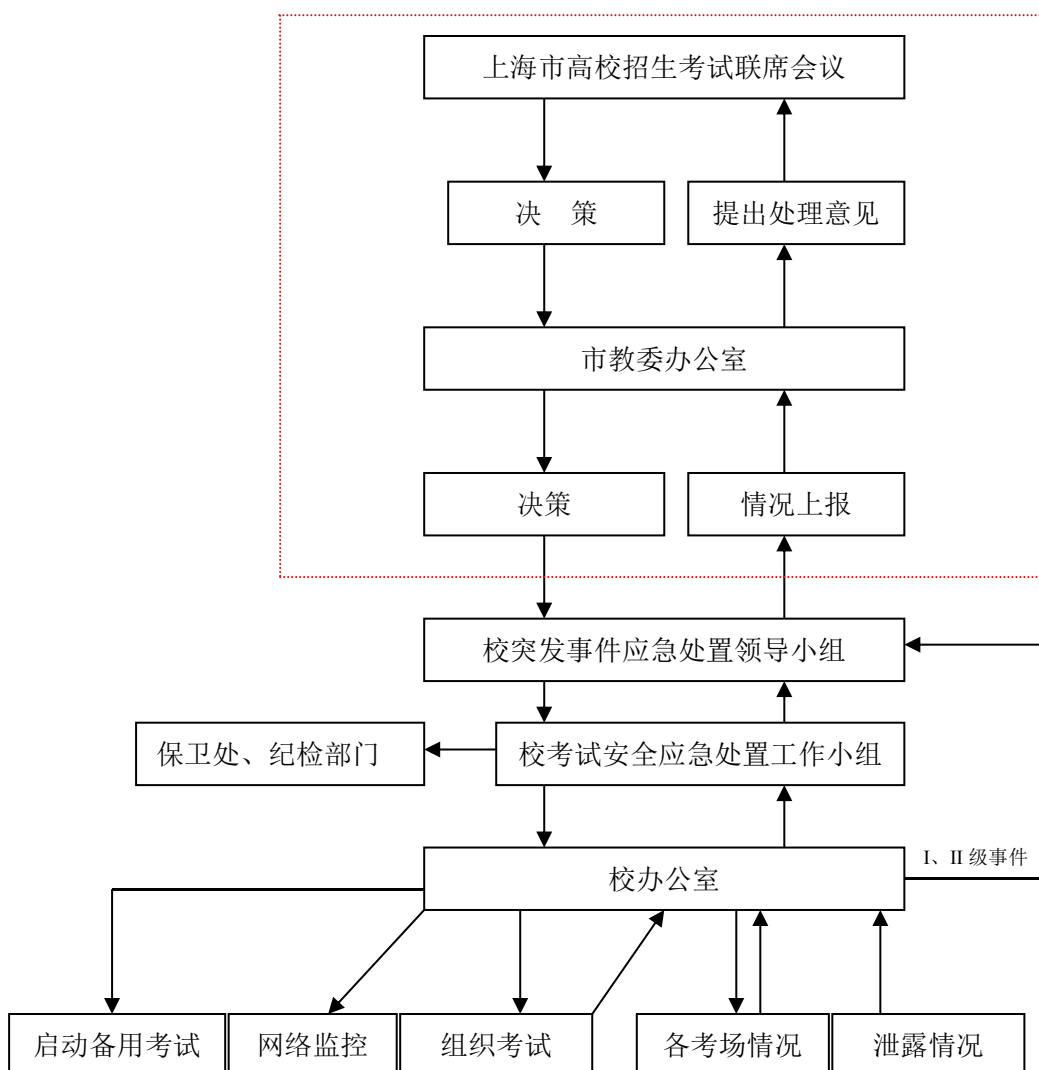 上海市高校招生考试联席会议
决　策
提出处理意见
市教委办公室
决策
情况上报
校突发事件应急处置领导小组
保卫处、纪检部门
校考试安全应急处置工作小组
I、II 级事件
校办公室
启动备用考试
网络监控
组织考试
各考场情况
泄露情况